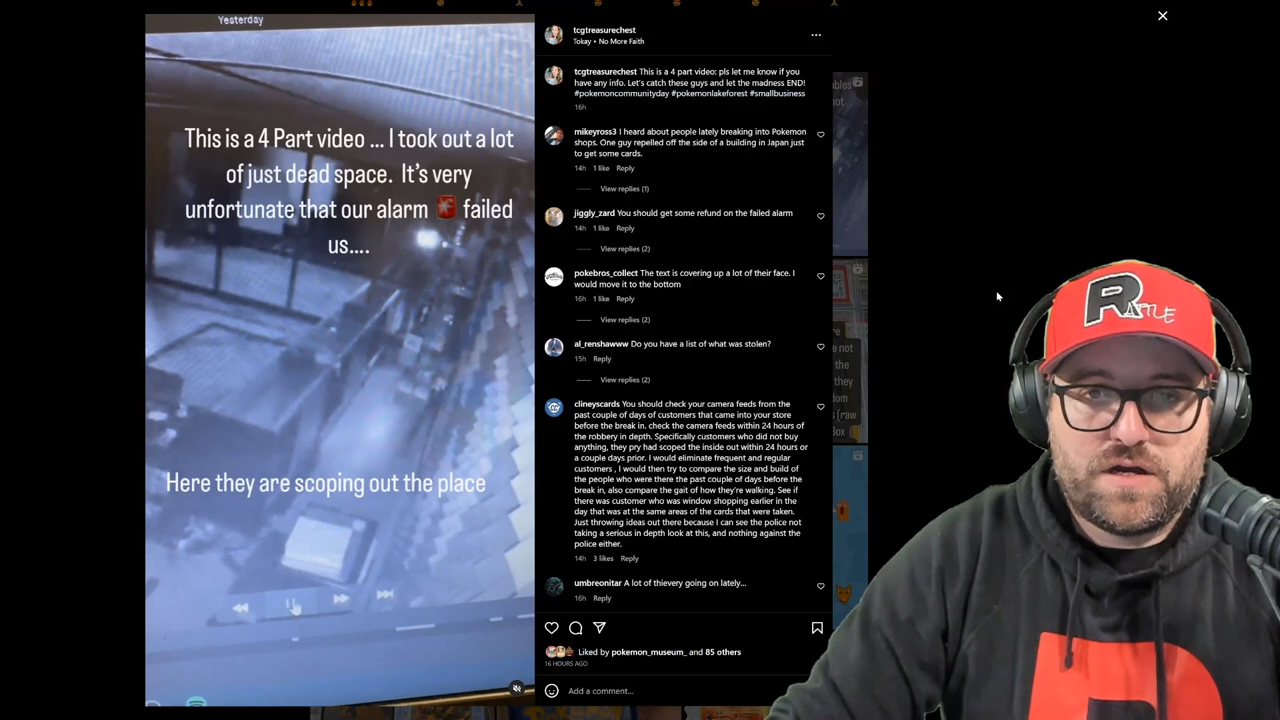 Yesterday
This is a 4 Part video ... I took out a lot
of just dead space. It's very
unfortunate that our alarm 🚨 failed
us....
Here they are scoping out the place
tcgtreasurechest
Tokay • No More Faith
tcgtreasurechest This is a 4 part video: pls let me know if you
have any info. Let's catch these guys and let the madness END!
#pokemoncommunityday #pokemonlakeforest #smallbusiness
16h
mikeyross3 I heard about people lately breaking into Pokemon
shops. One guy repelled off the side of a building in Japan just
to get some cards.
14h 1 like Reply
View replies (1)
jiggly_zard You should get some refund on the failed alarm
14h 1 like Reply
View replies (2)
pokebros_collect The text is covering up a lot of their face. I
would move it to the bottom
16h 1 like Reply
View replies (2)
al_renshawww Do you have a list of what was stolen?
15h Reply
View replies (2)
clineyscards You should check your camera feeds from the
past couple of days of customers that came into your store
before the break in. check the camera feeds within 24 hours of
the robbery in depth. Specifically customers who did not buy
anything, they pry had scoped the inside out within 24 hours or
a couple days prior. I would eliminate frequent and regular
customers , I would then try to compare the size and build of
the people who were there the past couple of days before the
break in, also compare the gait of how they're walking. See if
there was customer who was window shopping earlier in the
day that was at the same areas of the cards that were taken.
Just throwing ideas out there because I can see the police not
taking a serious in depth look at this, and nothing against the
police either.
14h 3 likes Reply
umbreonitar A lot of thievery going on lately...
16h Reply
Liked by pokemon_museum_ and 85 others
16 HOURS AGO
Add a comment...
not
the
they
(raw
Box
RATTLE
R